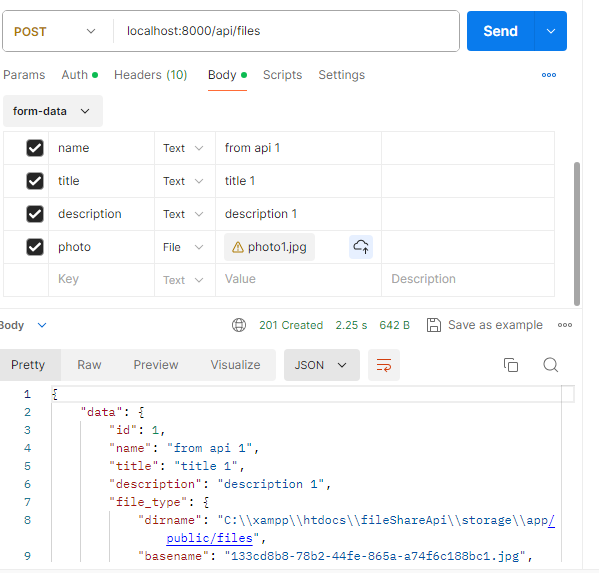 POST localhost:8000/api/files Send
Params Auth Headers (10) Body Scripts Settings
form-data
name Text from api 1
title Text title 1
description Text description 1
photo File photo1.jpg
Key Text Value Description
Body 201 Created 2.25 s 642 B Save as example
Pretty Raw Preview Visualize JSON
1 {
2 "data": {
3 "id": 1,
4 "name": "from api 1",
5 "title": "title 1",
6 "description": "description 1",
7 "file_type": {
8 "dirname": "C:\\xampp\\htdocs\\fileShareApi\\storage\\app/
public/files",
9 "basename": "133cd8b8-78b2-44fe-865a-a74f6c188bc1.jpg",